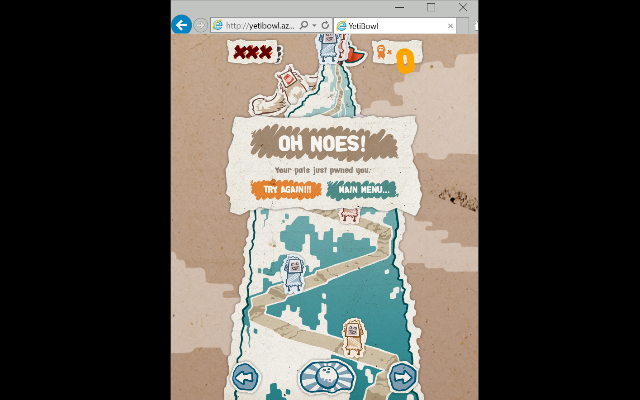 http://yetibowl.az...
YetiBowl
XXX
x 0
OH NOES!
Your pals just pwned you.
TRY AGAIN!!!
MAIN MENU...